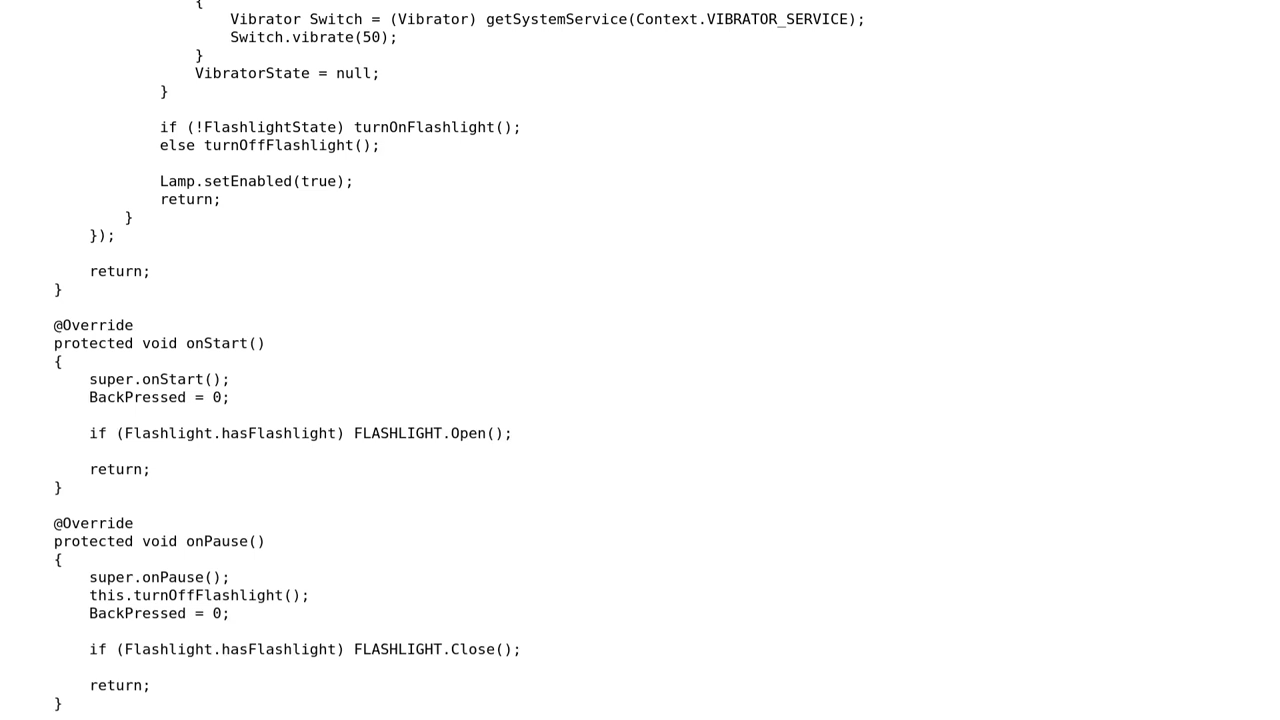 {
Vibrator Switch = (Vibrator) getSystemService(Context.VIBRATOR_SERVICE);
Switch.vibrate(50);
}
VibratorState = null;
}
if (!FlashlightState) turnOnFlashlight();
else turnOffFlashlight();
Lamp.setEnabled(true);
return;
}
});
return;
}
@Override
protected void onStart()
{
super.onStart();
BackPressed = 0;
if (Flashlight.hasFlashlight) FLASHLIGHT.Open();
return;
}
@Override
protected void onPause()
{
super.onPause();
this.turnOffFlashlight();
BackPressed = 0;
if (Flashlight.hasFlashlight) FLASHLIGHT.Close();
return;
}